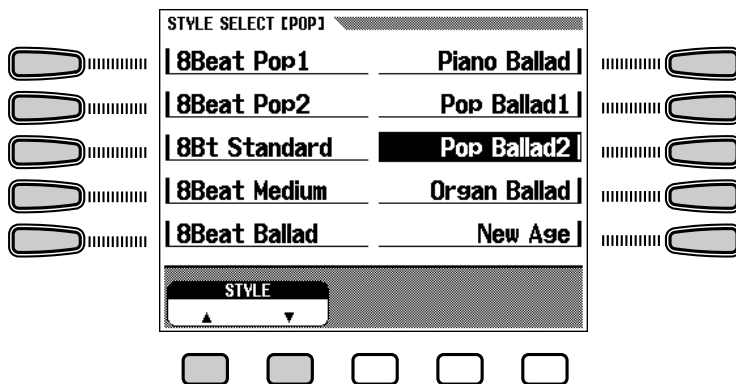 STYLE SELECT [POP]
8Beat Pop1 Piano Ballad
8Beat Pop2 Pop Ballad1
8Bt Standard Pop Ballad2
8Beat Medium Organ Ballad
8Beat Ballad New Age
STYLE
▲ ▼